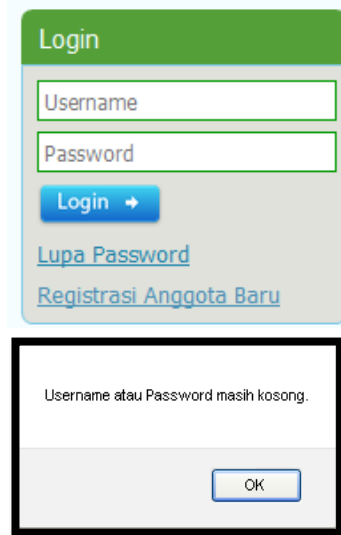 Login
Username
Password
Login
Lupa Password
Registrasi Anggota Baru
Username atau Password masih kosong.
OK